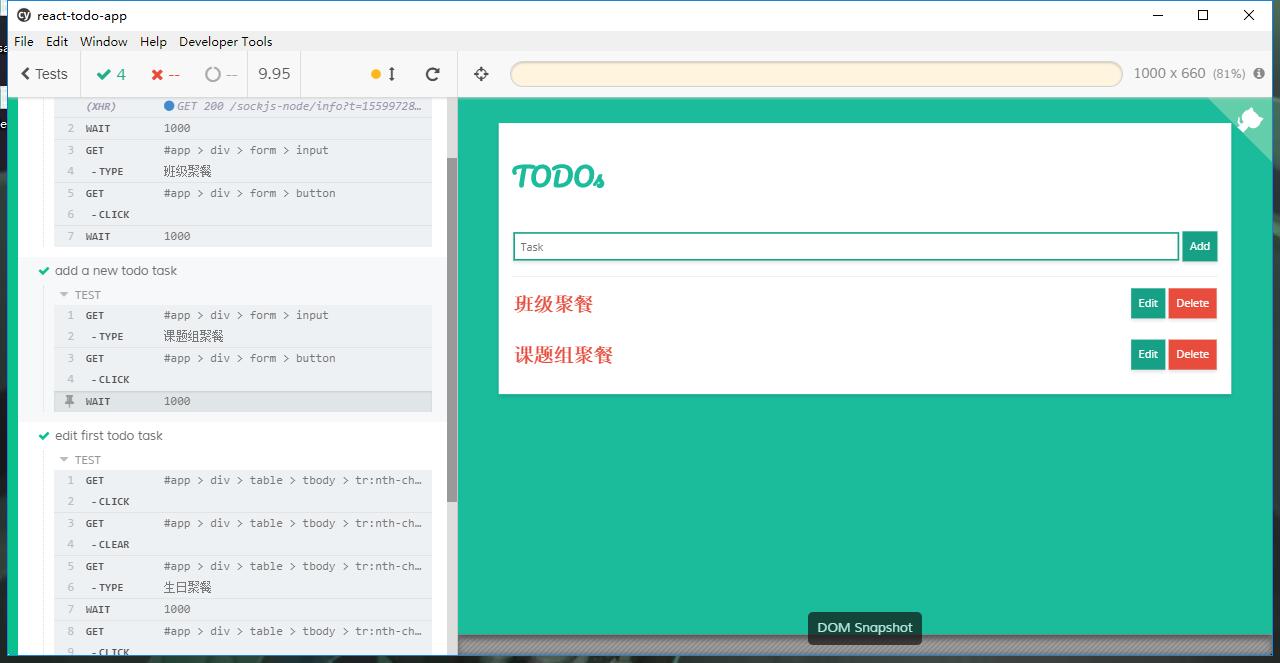 react-todo-app
File Edit Window Help Developer Tools
Tests 4 -- -- 9.95
1000 x 660 (81%)
(XHR) GET 200 /sockjs-node/info?t=15599728…
2 WAIT 1000
3 GET #app > div > form > input
4 - TYPE 班级聚餐
5 GET #app > div > form > button
6 - CLICK
7 WAIT 1000
add a new todo task
TEST
1 GET #app > div > form > input
2 - TYPE 课题组聚餐
3 GET #app > div > form > button
4 - CLICK
WAIT 1000
edit first todo task
TEST
1 GET #app > div > table > tbody > tr:nth-ch…
2 - CLICK
3 GET #app > div > table > tbody > tr:nth-ch…
4 - CLEAR
5 GET #app > div > table > tbody > tr:nth-ch…
6 - TYPE 生日聚餐
7 WAIT 1000
8 GET #app > div > table > tbody > tr:nth-ch…
9 - CLICK
TODOs
Task Add
班级聚餐 Edit Delete
课题组聚餐 Edit Delete
DOM Snapshot